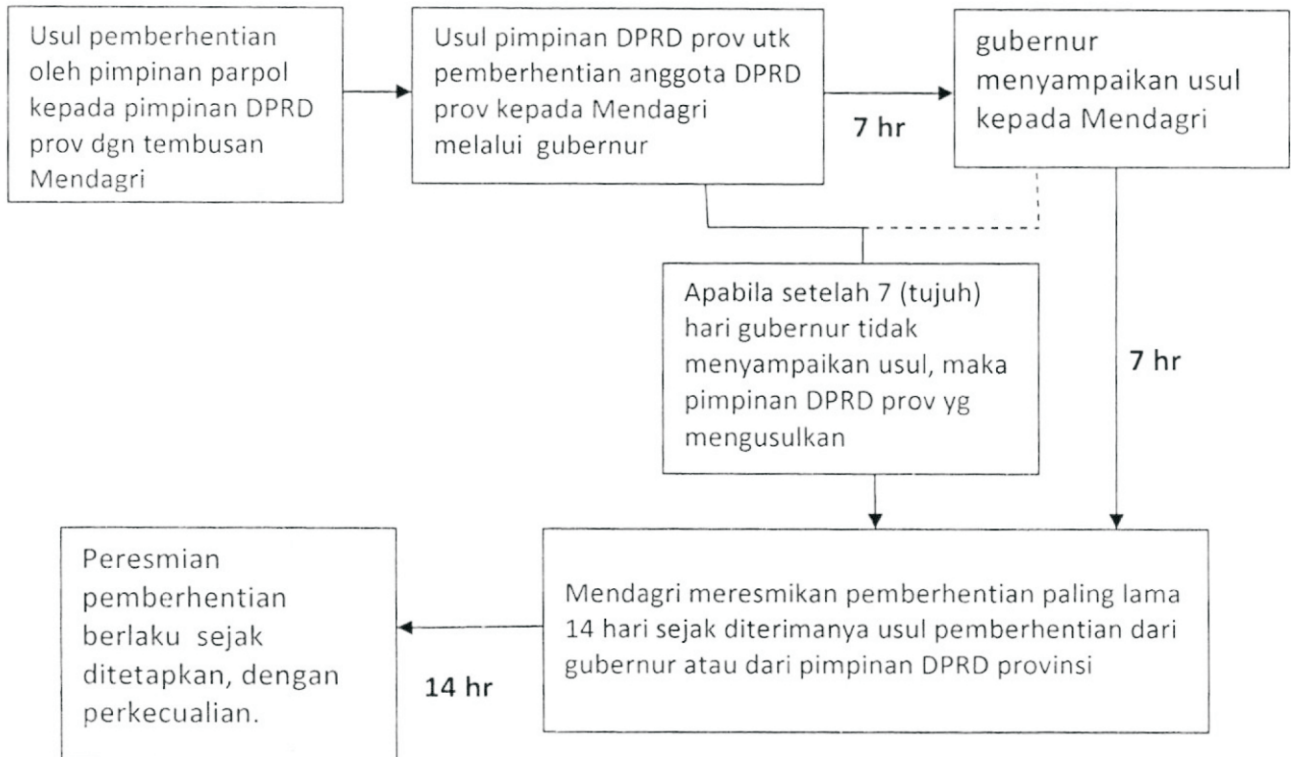 Usul pemberhentian
oleh pimpinan parpol
kepada pimpinan DPRD
prov dgn tembusan
Mendagri
Usul pimpinan DPRD prov utk
pemberhentian anggota DPRD
prov kepada Mendagri
melalui gubernur
7 hr
gubernur
menyampaikan usul
kepada Mendagri
Apabila setelah 7 (tujuh)
hari gubernur tidak
menyampaikan usul, maka
pimpinan DPRD prov yg
mengusulkan
7 hr
Mendagri meresmikan pemberhentian paling lama
14 hari sejak diterimanya usul pemberhentian dari
gubernur atau dari pimpinan DPRD provinsi
14 hr
Peresmian
pemberhentian
berlaku sejak
ditetapkan, dengan
perkecualian.